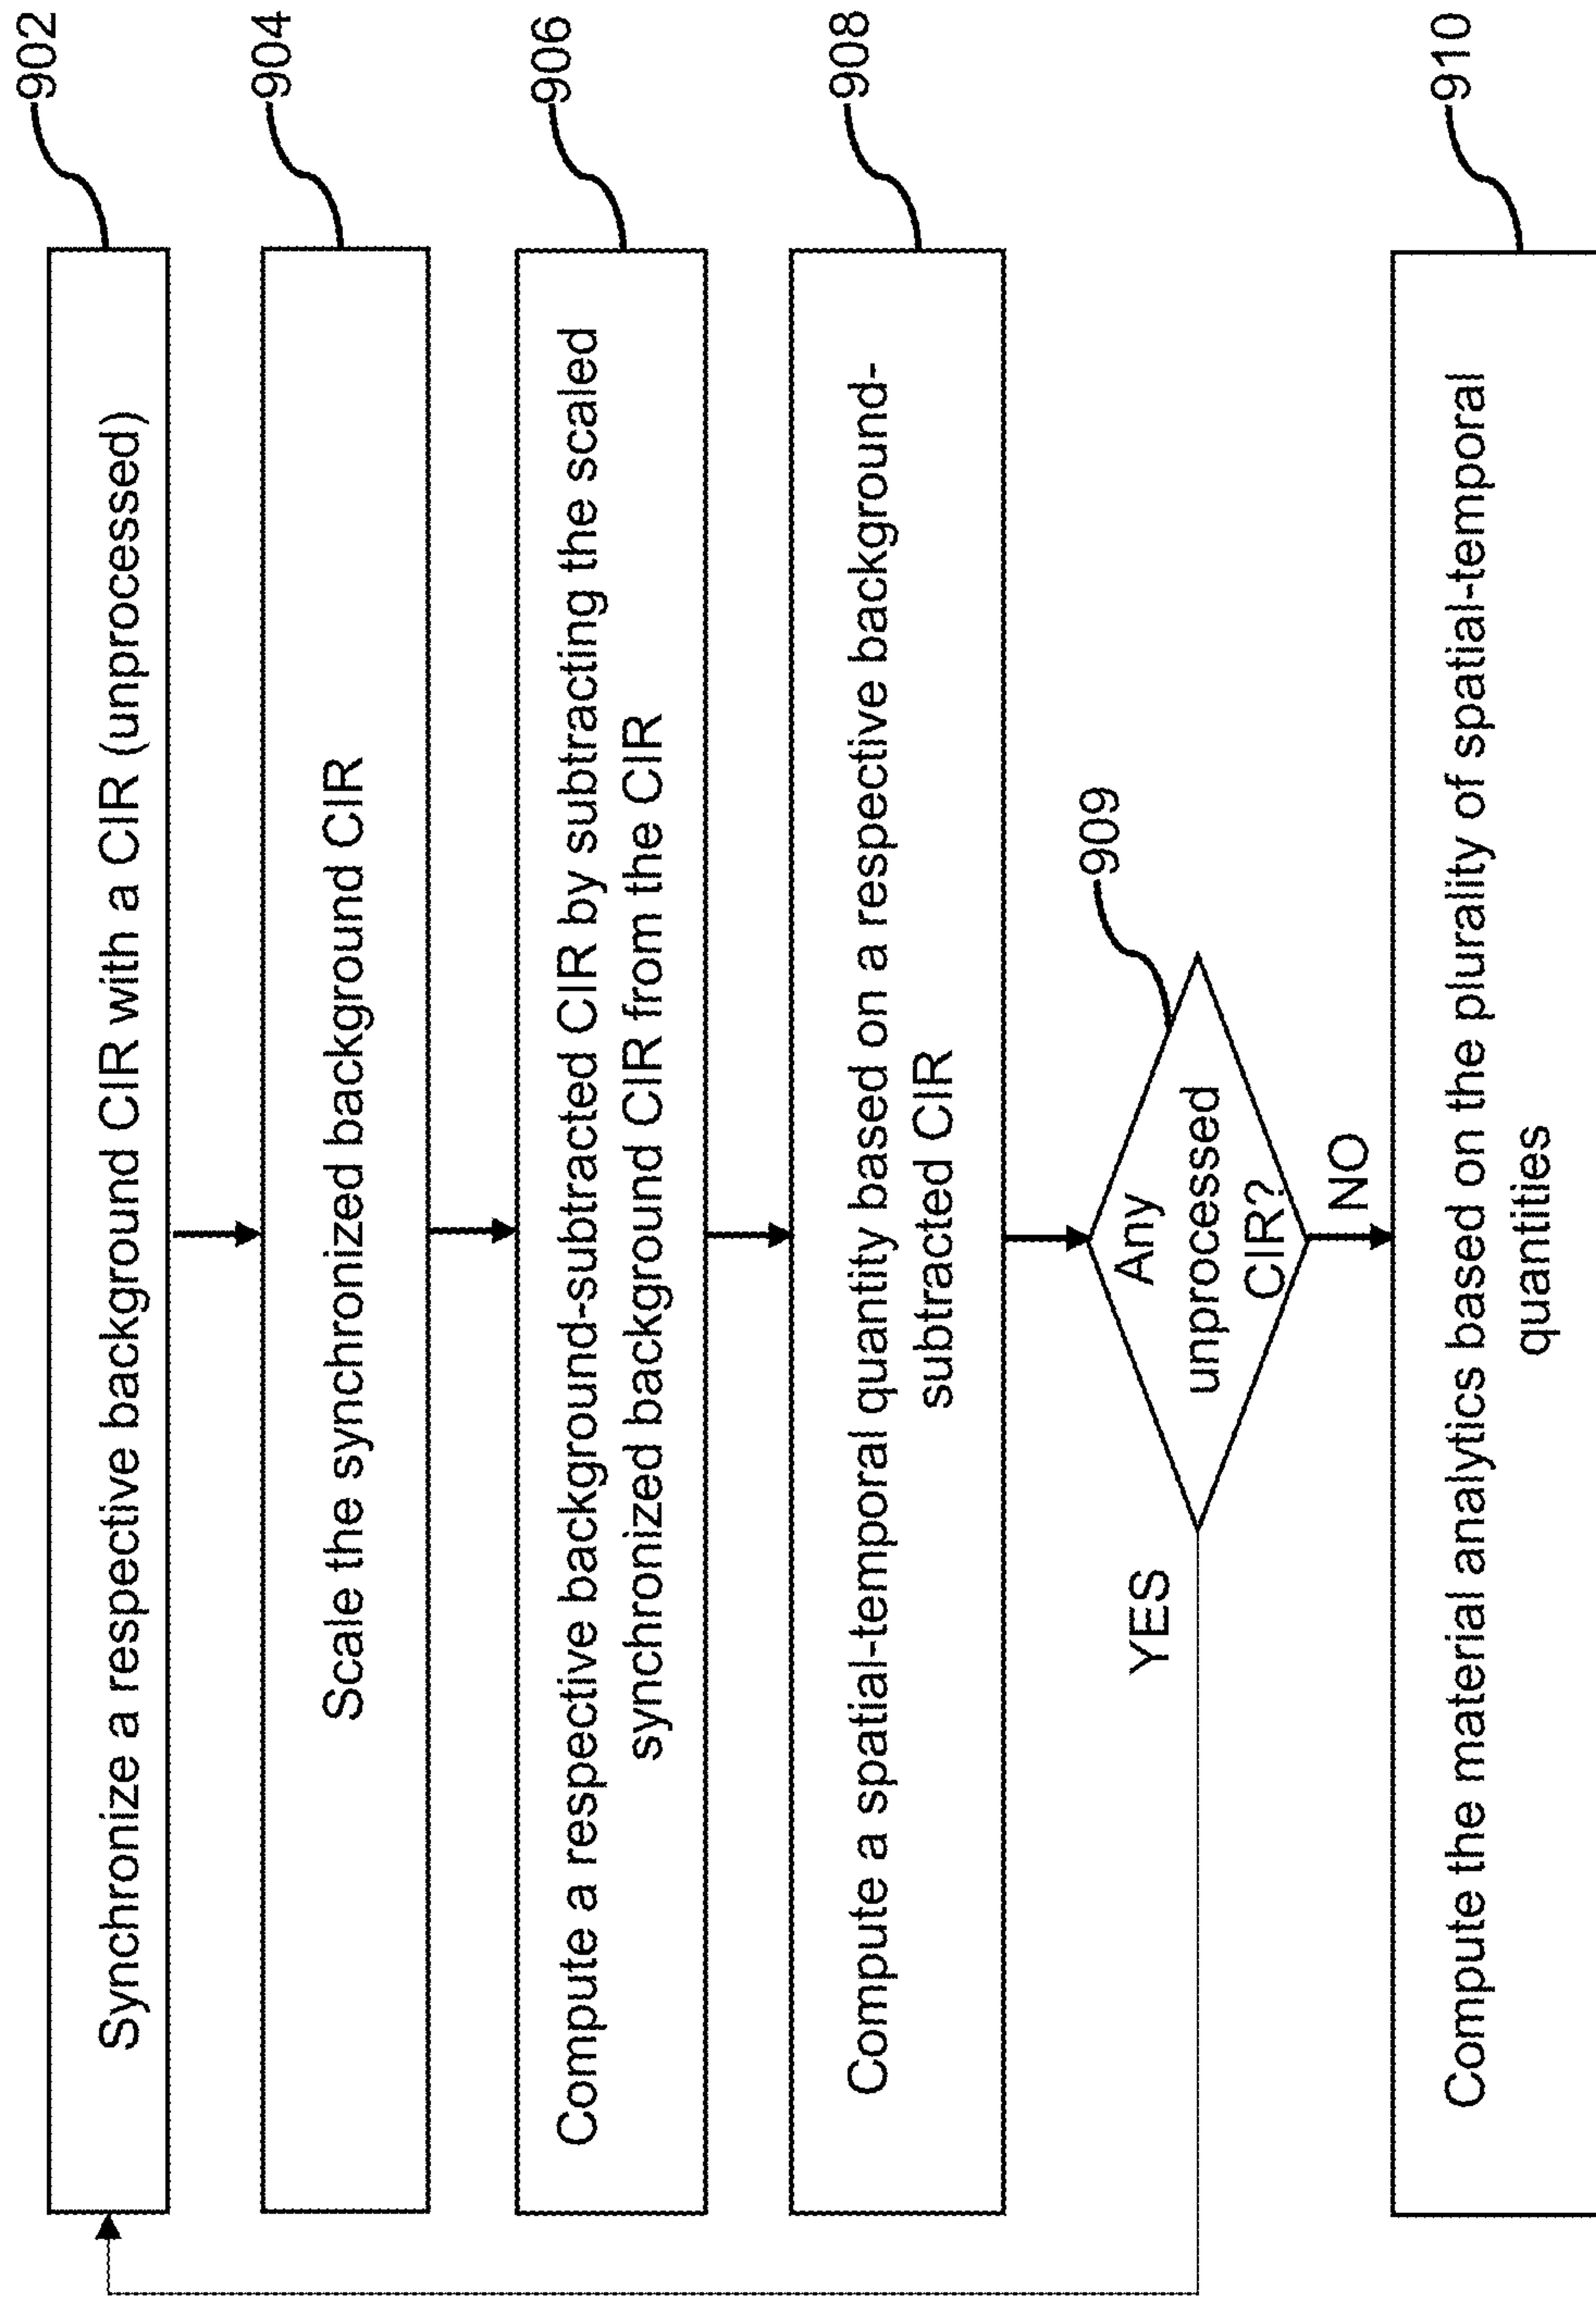 Synchronize a respective background CIR with a CIR (unprocessed)
902
Scale the synchronized background CIR
904
Compute a respective background-subtracted CIR by subtracting the scaled
synchronized background CIR from the CIR
906
Compute a spatial-temporal quantity based on a respective background-
subtracted CIR
908
Any
unprocessed
CIR?
909
YES
NO
Compute the material analytics based on the plurality of spatial-temporal
quantities
910